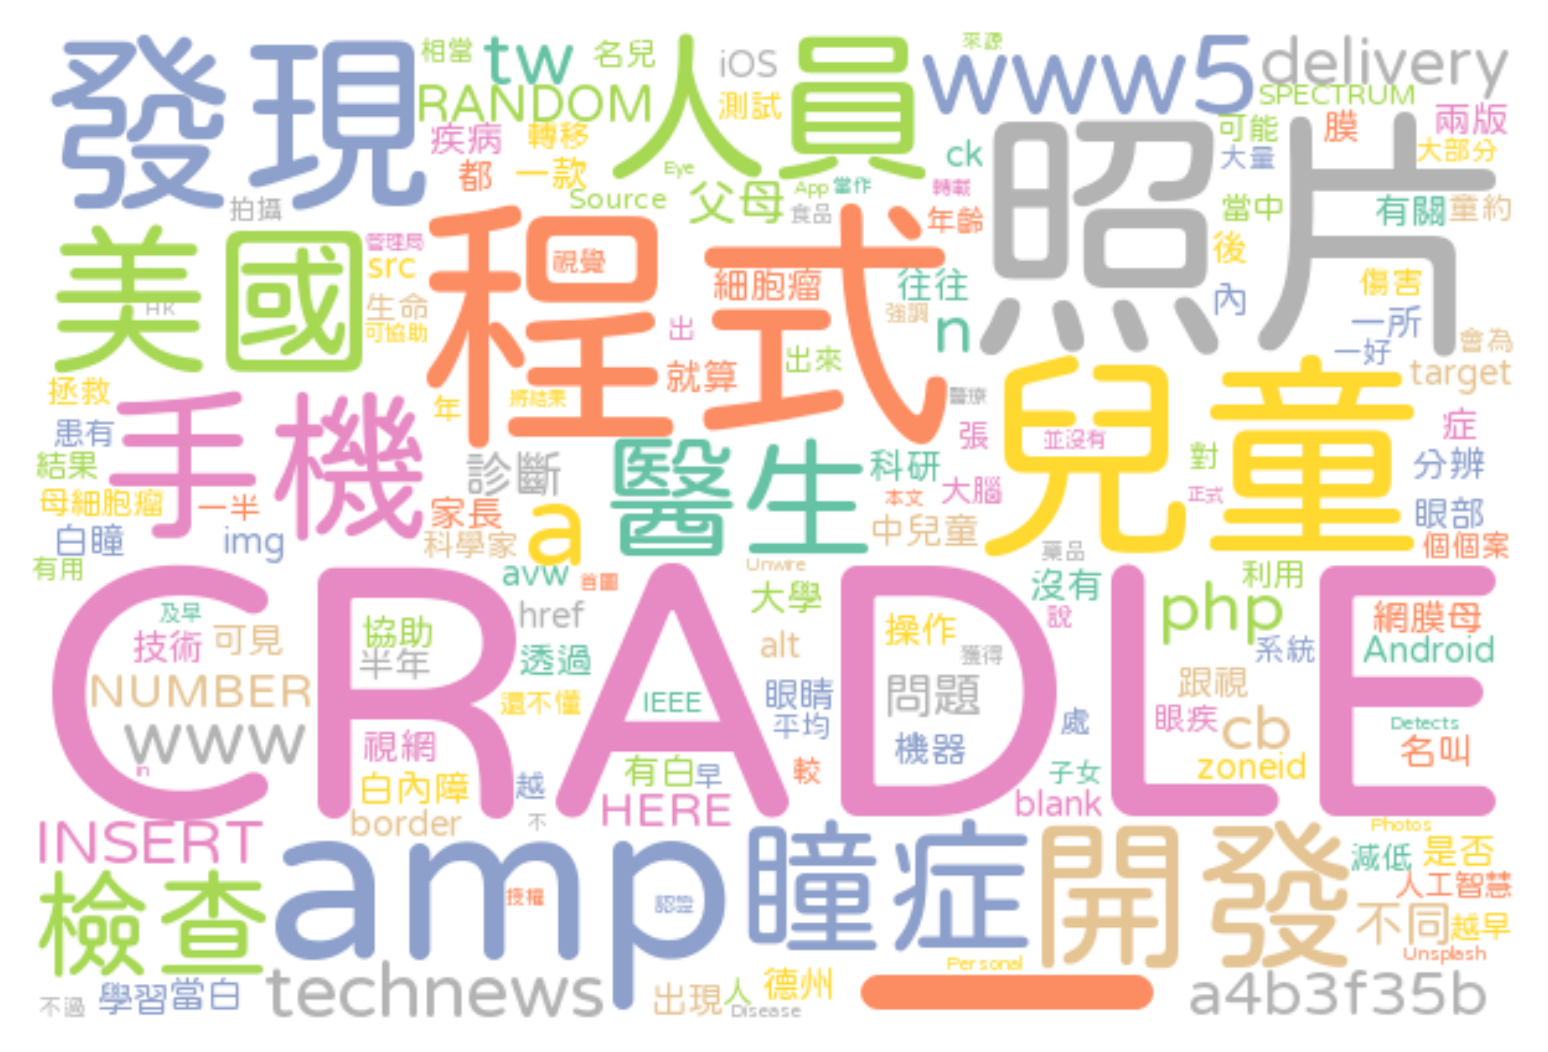 發現 相當 tw 名兒 人員 iOS www5 來源 delivery
RANDOM 測試 SPECTRUM
疾病 轉移 ck 照片 可能 膜 兩版
都 一款 Eye 大量 大部分
拍攝 Source 父母 App 當作 轉載 當中 有關 童約
食品 年齡
美國 管理局 src 程式 視覺 細胞瘤 往往 後 傷害
HK 生命 強調 n 內 一所
可協助 出 出來 一好 會為
拯救 手機 年 將結果 就算 醫療 兒童 target
患有 張 並沒有 症
結果 診斷 醫生 科研 對 分辨
母細胞瘤 一半 家長 a 本文 大腦 正式 眼部
白瞳 img 科學家 中兒童 藥品 個個案
有用 CRADLE avw 首圖 Unwire 沒有 利用
及早 href 大學 說 php 網膜母
技術 可見 協助 半年 透過 alt 操作 獲得 系統 Android
NUMBER 還不懂 IEEE 眼睛 問題 跟視
www 視網 平均 機器 處 眼疾 cb Detects 名叫
in 白內障 越 有白 早 較 子女 zoneid
border 不 HERE blank
INSERT amp 瞳症 開發 Photos 減低 是否
檢查 授權 認證 人工智慧
不同 越早
Personal Unsplash
不過 學習 當白 technews 出現 人 德州 Disease a4b3f35b